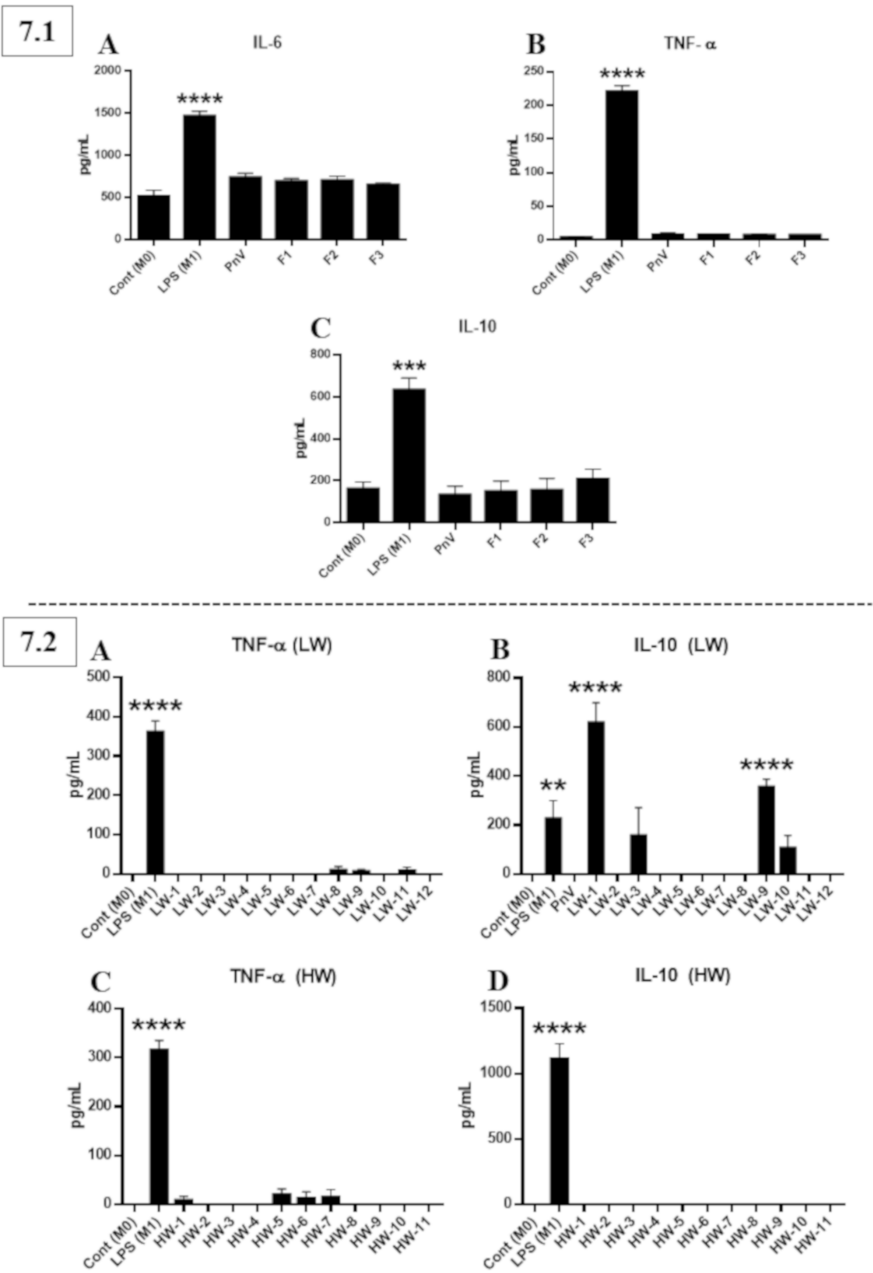 7.1
A IL-6
2000
1500
1000
500
0
pg/mL
****
Cont (M0) LPS (M1) PnV F1 F2 F3
B TNF- α
250
200
150
100
50
0
pg/mL
****
Cont (M0) LPS (M1) PnV F1 F2 F3
C IL-10
800
600
400
200
0
pg/mL
***
Cont (M0) LPS (M1) PnV F1 F2 F3
7.2
A TNF-α (LW)
500
400
300
200
100
0
pg/mL
****
Cont (M0) LPS (M1) LW-1 LW-2 LW-3 LW-4 LW-5 LW-6 LW-7 LW-8 LW-9 LW-10 LW-11 LW-12
B IL-10 (LW)
800
600
400
200
0
pg/mL
** **** ****
Cont (M0) LPS (M1) PnV LW-1 LW-2 LW-3 LW-4 LW-5 LW-6 LW-7 LW-8 LW-9 LW-10 LW-11 LW-12
C TNF-α (HW)
400
300
200
100
0
pg/mL
****
Cont (M0) LPS (M1) HW-1 HW-2 HW-3 HW-4 HW-5 HW-6 HW-7 HW-8 HW-9 HW-10 HW-11
D IL-10 (HW)
1500
1000
500
0
pg/mL
****
Cont (M0) LPS (M1) HW-1 HW-2 HW-3 HW-4 HW-5 HW-6 HW-7 HW-8 HW-9 HW-10 HW-11